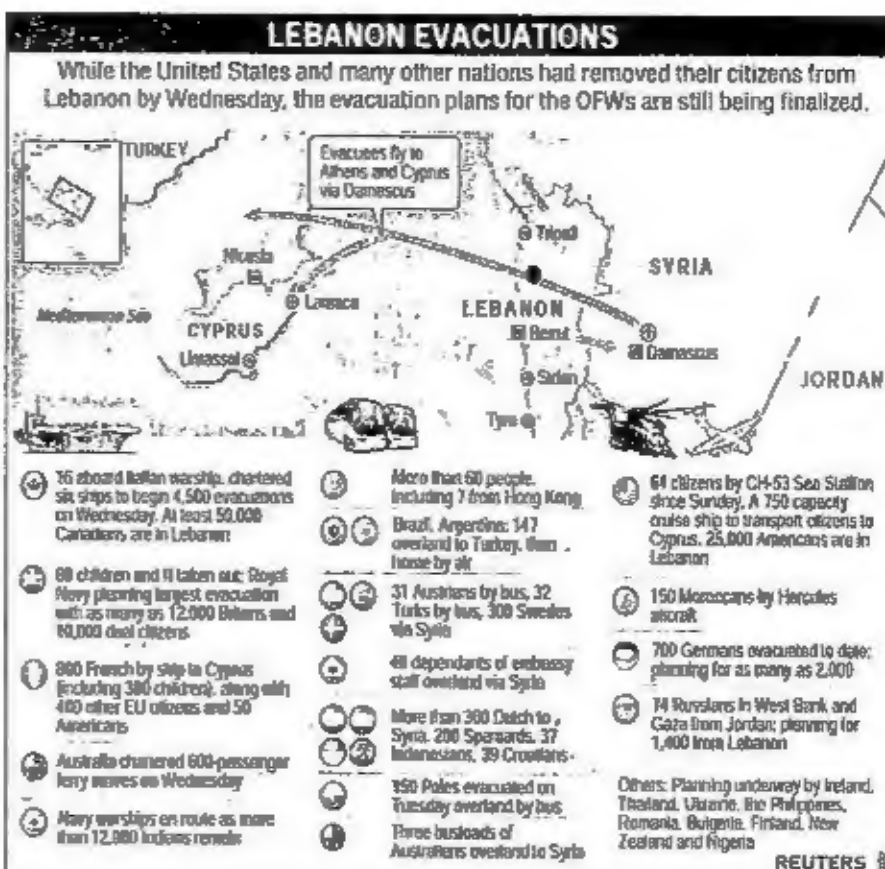 LEBANON EVACUATIONS
While the United States and many other nations had removed their citizens from
Lebanon by Wednesday, the evacuation plans for the OFWs are still being finalized.
TURKEY
Evacuees fly to
Athens and Cyprus
via Damascus
Tripoli
Nicosia
SYRIA
Larnaca
Mediterranean Sea
LEBANON
CYPRUS
Beirut
Limassol
Damascus
Sidon
JORDAN
Tyre
16 aboard Italian warship, chartered
six ships to begin 4,500 evacuations
on Wednesday. At least 50,000
Canadians are in Lebanon
children and taken out; Royal
Navy planning largest evacuation
with as many as 12,000 Britons and
10,000 dual citizens
800 French by ship to Cyprus
(including 380 children), along with
400 other EU citizens and 50
Americans
Australia chartered 600-passenger
ferry moves on Wednesday
Navy warships en route as more
than 12,000 Indians remain
More than 60 people,
including 7 from Hong Kong
Brazil, Argentina: 147
overland to Turkey, then
home by air
31 Austrians by bus, 32
Turks by bus, 300 Swedes
via Syria
dependants of embassy
staff overland via Syria
More than 300 Dutch to
Syria, 200 Spaniards, 37
Indonesians, 39 Croatians
Poles evacuated on
Tuesday overland by bus
Three busloads of
Australians overland to Syria
64 citizens by CH-53 Sea Stallion
since Sunday. A 750 capacity
cruise ship to transport citizens to
Cyprus. 25,000 Americans are in
Lebanon
150 Moroccans by Hercules
aircraft
700 Germans evacuated to date;
planning for as many as 2,000
74 Russians in West Bank and
Gaza from Jordan; planning for
1,400 from Lebanon
Others: Planning underway by Ireland,
Thailand, Ukraine, the Philippines,
Romania, Bulgaria, Finland, New
Zealand and Nigeria
REUTERS